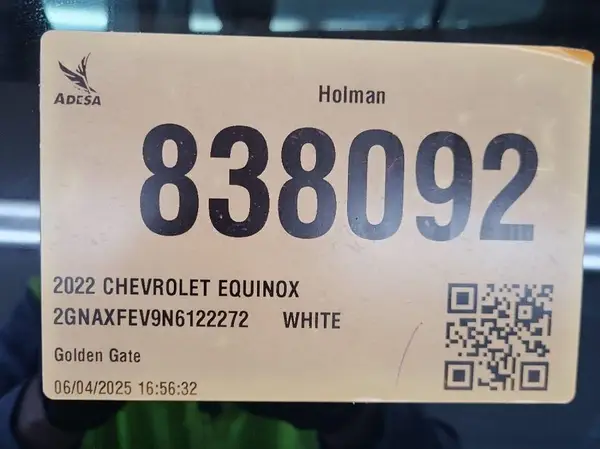 ADESA
Holman
838092
2022 CHEVROLET EQUINOX
2GNAXFEV9N6122272 WHITE
Golden Gate
06/04/2025 16:56:32